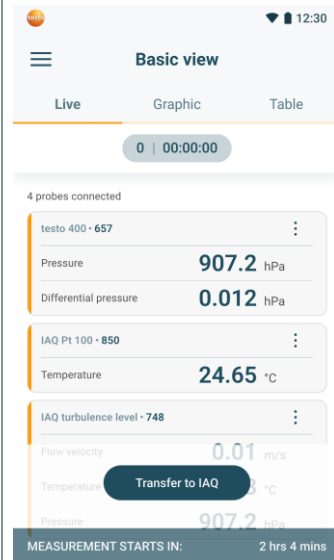 testo 12:30
Basic view
Live Graphic Table
0 | 00:00:00
4 probes connected
testo 400 • 657
Pressure 907.2 hPa
Differential pressure 0.012 hPa
IAQ Pt 100 • 850
Temperature 24.65 °C
IAQ turbulence level • 748
Flow velocity 0.01 m/s
Temperature °C
Transfer to IAQ
Pressure 907.2 hPa
MEASUREMENT STARTS IN: 2 hrs 4 mins